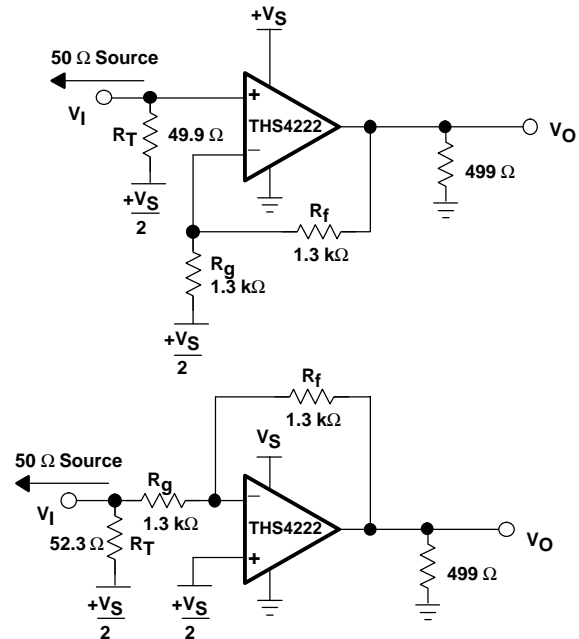 +VS
50 Ω Source
VI
+
THS4222
VO
RT
49.9 Ω
−
499 Ω
+VS
2
Rf
1.3 kΩ
Rg
1.3 kΩ
+VS
2
Rf
1.3 kΩ
VS
50 Ω Source
Rg
VI
1.3 kΩ
−
THS4222
VO
52.3 Ω
RT
+
499 Ω
+VS
2
+VS
2